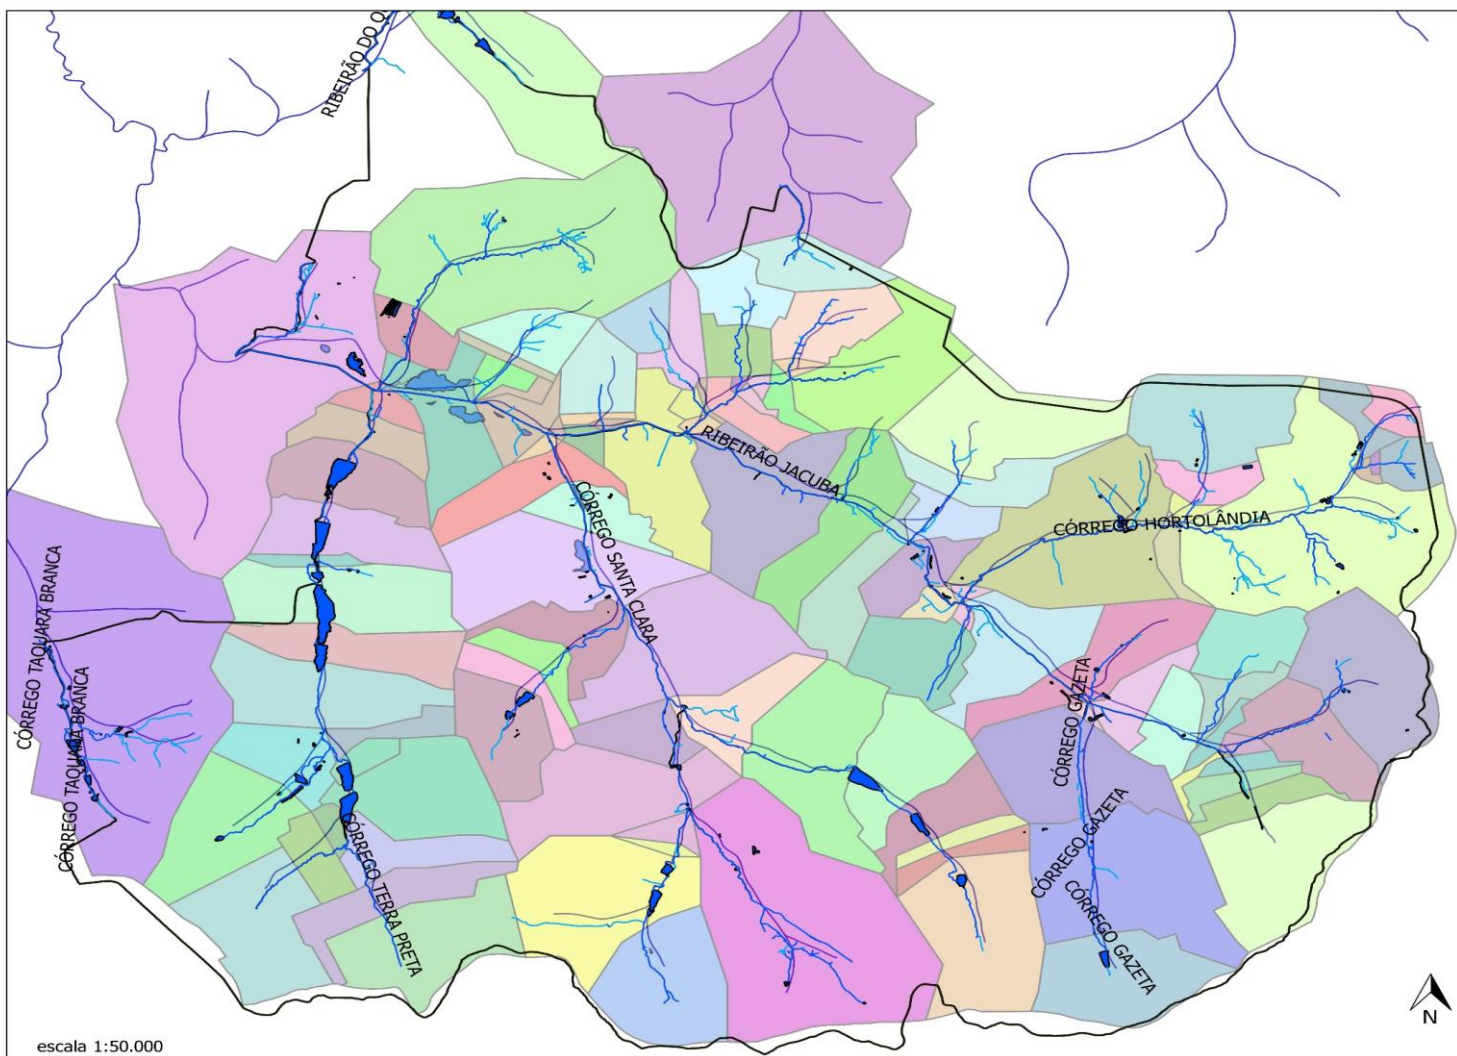 RIBEIRÃO DO Q
RIBEIRÃO JACUBA
CÓRREGO SANTA CLARA
CÓRREGO HORTOLÂNDIA
CÓRREGO TAQUARA BRANCA
CÓRREGO TAQUARA BRANCA
CÓRREGO GAZETA
CÓRREGO GAZETA
CÓRREGO GAZETA
CÓRREGO TERRA PRETA
N
escala 1:50.000